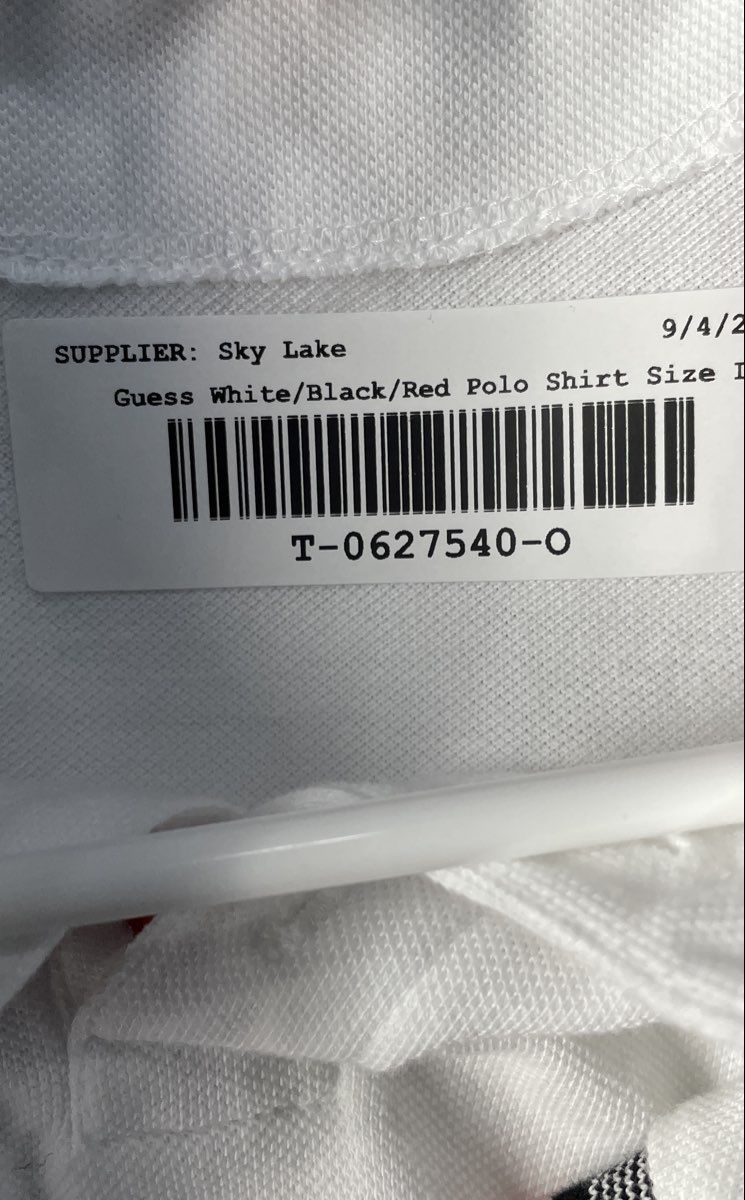 SUPPLIER: Sky Lake
9/4/2
Guess White/Black/Red Polo Shirt Size
T-0627540-O